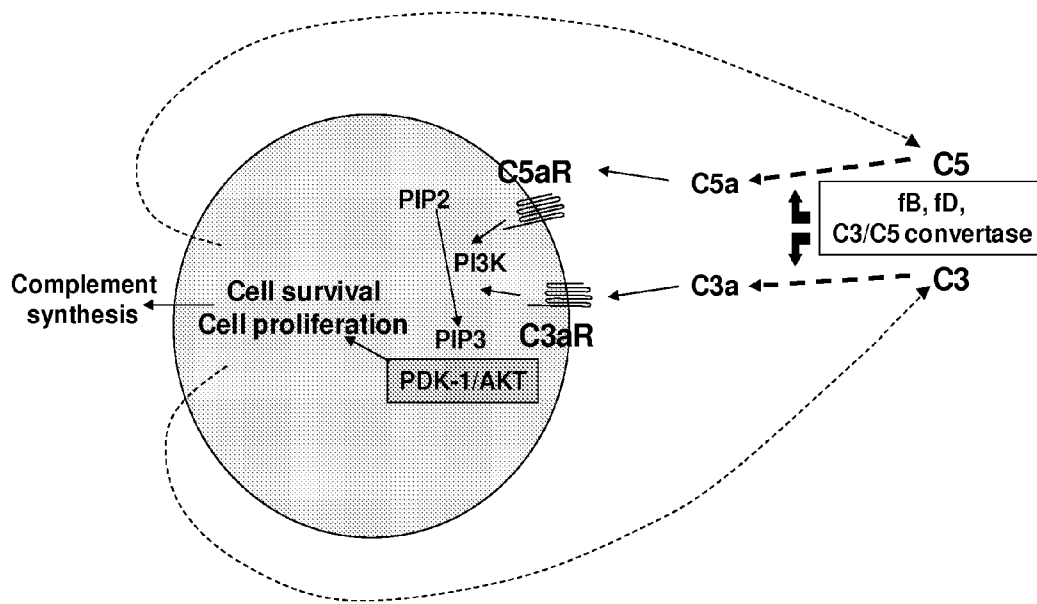 C5aR
C5a
C5
PIP2
fB, fD,
C3/C5 convertase
PI3K
C3a
C3
Complement
synthesis
Cell survival
Cell proliferation
PIP3
C3aR
PDK-1/AKT